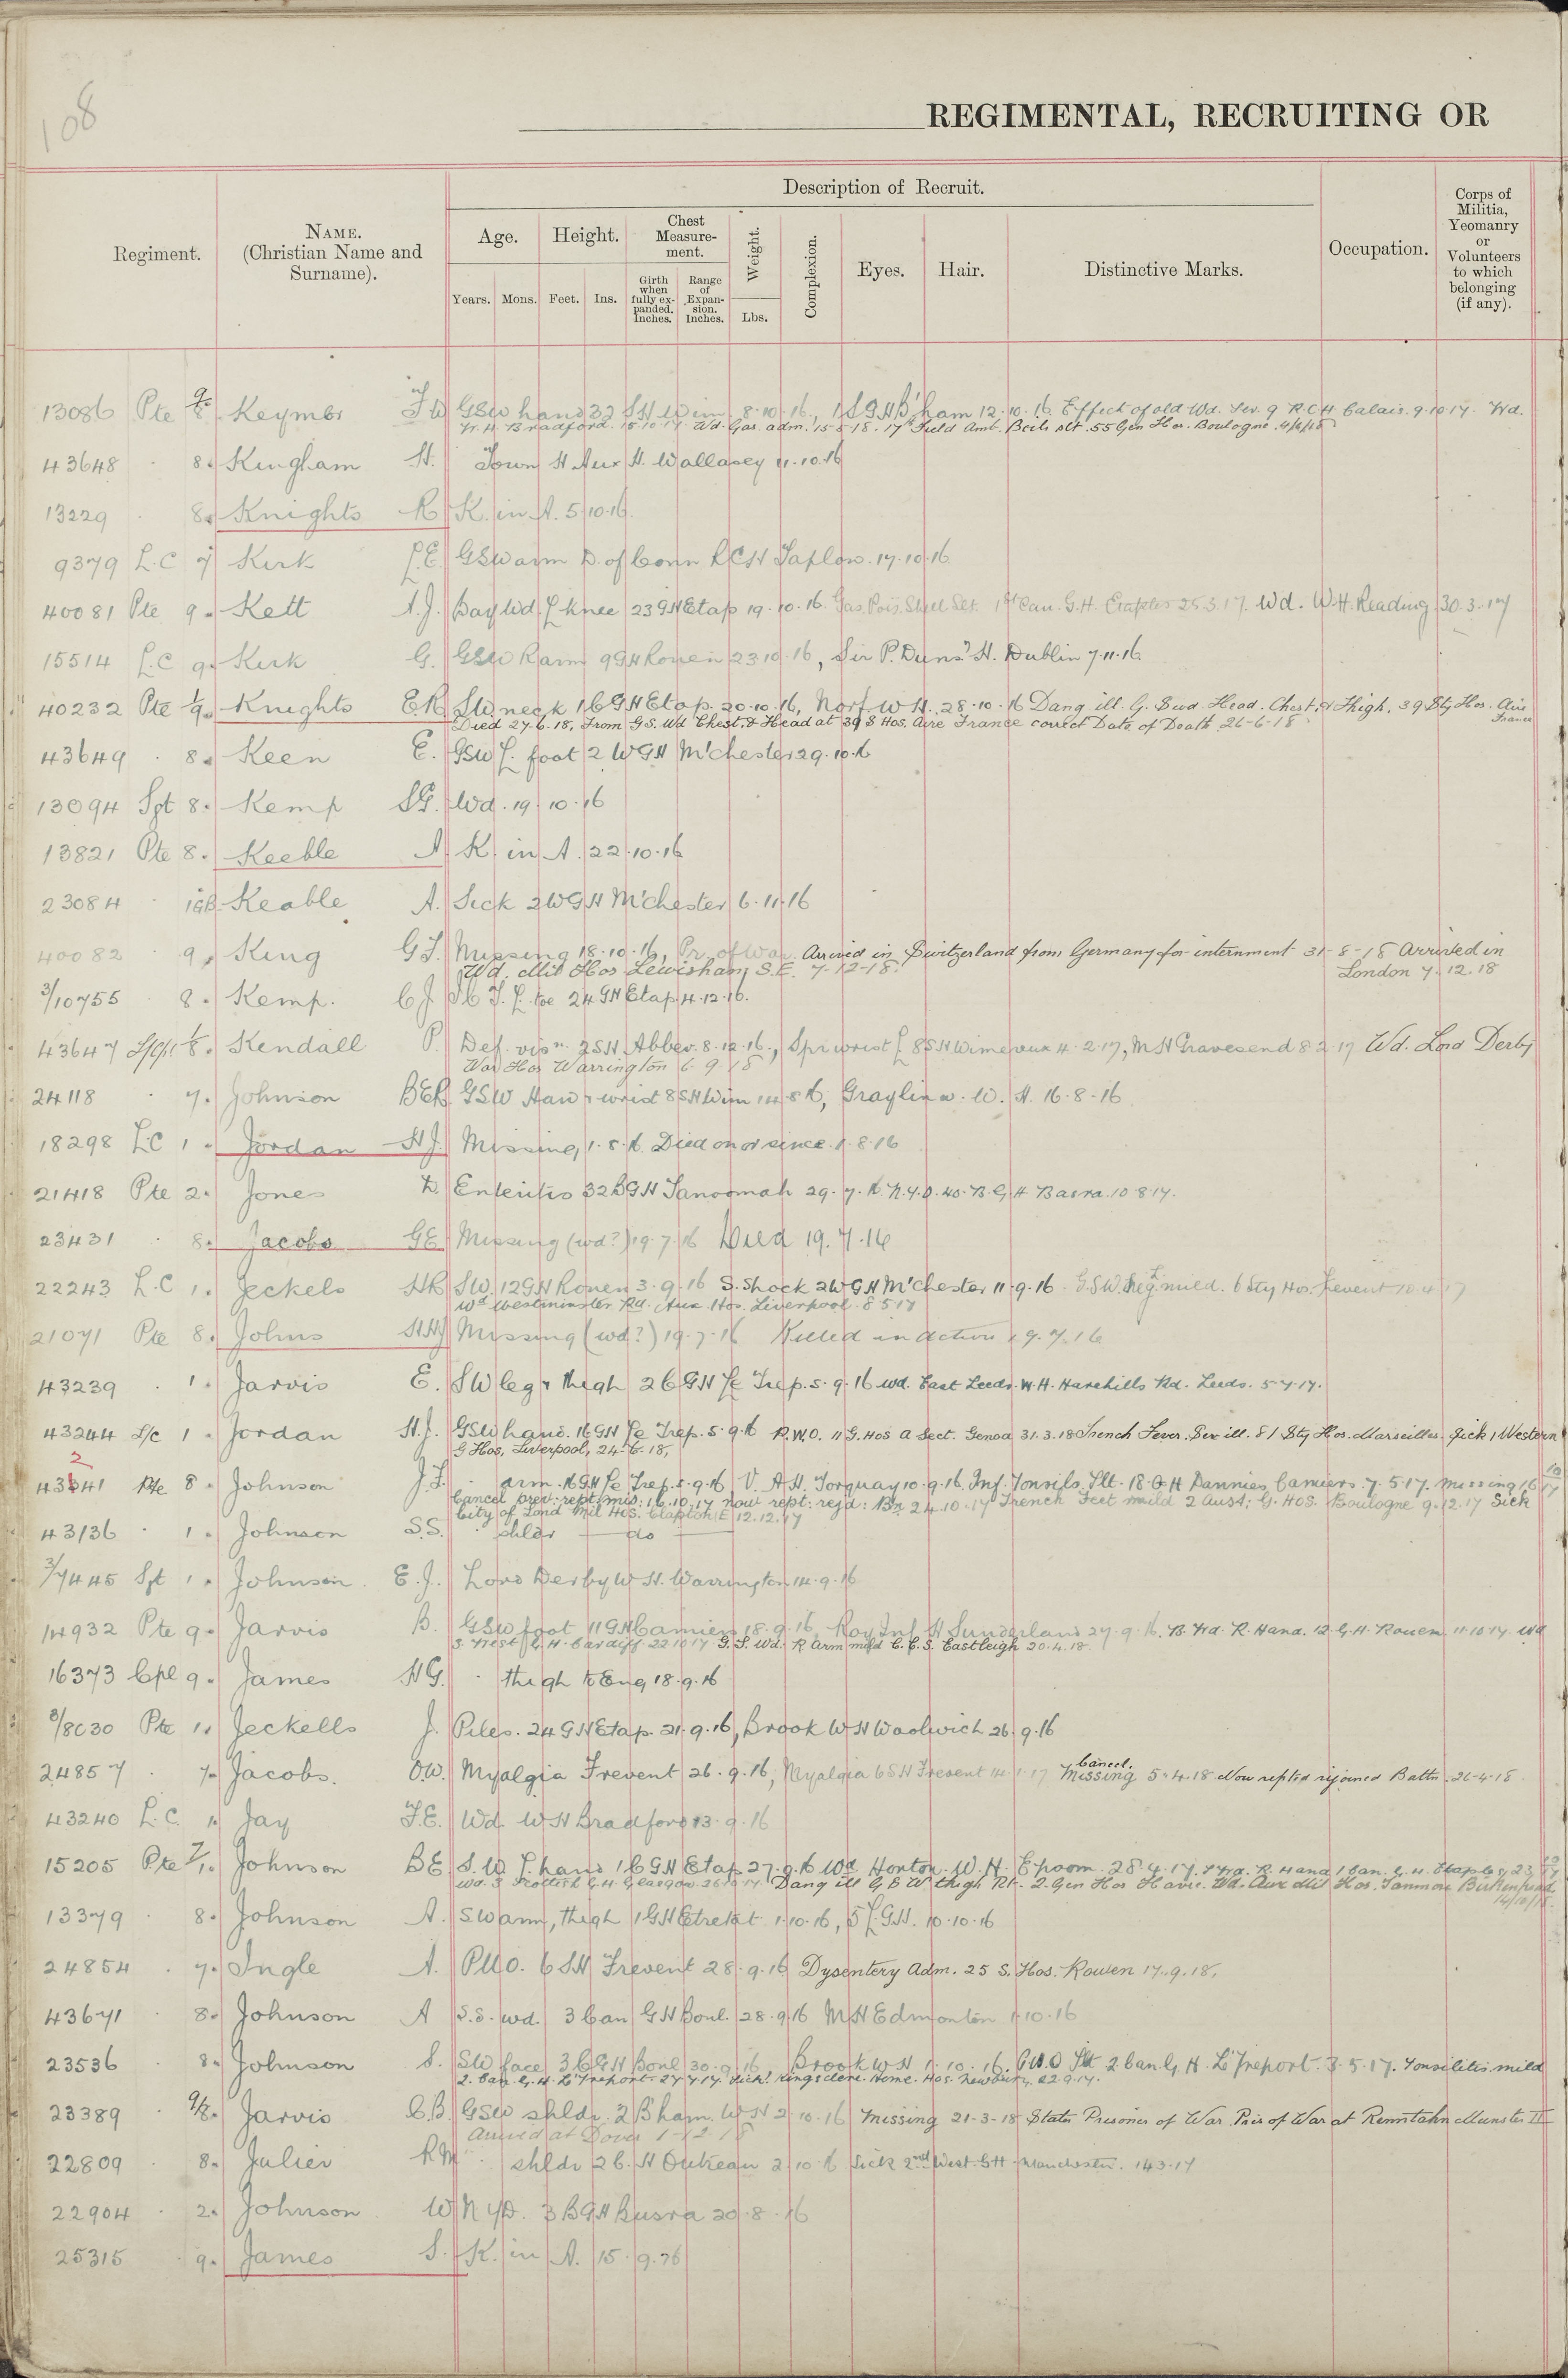 108
REGIMENTAL, RECRUITING OR
Regiment.
NAME.
(Christian Name and
Surname).
Description of Recruit.
Age.
Height.
Chest
Measure-
ment.
Weight.
Complexion.
Eyes.
Hair.
Distinctive Marks.
Occupation.
Corps of
Militia,
Yeomanry
or
Volunteers
to which
belonging
(if any).
Years.
Mons.
Feet.
Ins.
Girth
when
fully ex-
panded.
Inches.
Range
of
Expan-
sion.
Inches.
Lbs.
13086 Pte 9/8 Keymer F W GSW hand 32 SH Wim 8.10.16, 1 S G H B'ham 12.10.16 Effect of old Wd. Sev. 9 R.C.H. Calais. 9.10.17. Wd.
W. H. Bradford. 15.10.17. Wd. Gas adm. 15.5.18. 17th Field Amb. Boils slt. 55 Gen Hos. Boulogne.
43648 8. Kingham H. Town H Aux H. Wallasey 11.10.16
13229 8. Knights R K. in A. 5.10.16.
9379 L.C 7 Kirk L.E. GSW arm D. of Conn R C H Taplow. 17.10.16
40081 Pte 9. Kett A.J. Bay Wd L knee 23 GH Etap 19.10.16. Gas. Pois. Shell Slt. 1st Can. G.H. Etaples 25.3.17. Wd. W.H. Reading 30.3.17
15514 L.C 9. Kirk G. GSW R arm 9 GH Rouen 23.10.16, Sir P. Duns' H. Dublin 7.11.16.
40232 Pte 1/9. Knights E.R. SW neck 16 GH Etap. 20.10.16, Norf W H. 28.10.16 Dang ill. G. S wd Head. Chest, & Thigh, 39 Sty Hos. Aire
France
Died 27.6.18, From G.S. Wd Chest, & Head at 39 S Hos. Aire France correct Date of Death 26-6-18
43649 8. Keen E. GSW L. foot 2 WGH M'chester 29.10.16
13094 Sgt 8. Kemp S G. Wd. 19.10.16
13821 Pte 8. Keeble A K. in A. 22.10.16
23084 1GB. Keable A. Sick 2 WGH M'chester 6.11.16
40082 9. King G F. Missing 18.10.16, Pr. of War. Arrived in Switzerland from Germany for internment 31-8-18 Arrived in
London 7.12.18
Wd. Mil Hos Lewisham S.E. 7-12-18.
3/10755 8. Kemp. C J. I C T. L. toe 24 GH Etap. 4.12.16.
43647 1/8. Kendall P. Def. visn. 2 SH Abbev. 8.12.16., Spr wrist L 8 SH Wimereux 4.2.17, M H Gravesend 8.2.17 Wd. Lord Derby
War Hos Warrington 6.9.18
24118 7. Johnson BER GSW Han & wrist 8 SH Wim 14.8.16, Graylin w. W. H. 16.8.16
18298 L.C 1. Jordan H J. Missing 1.8.16. Died on or since 1.8.16
21418 Pte 2. Jones D. Enteritis 32 BGH Sanoomah 29.7.16. N.Y.D. 40. B.G.H Basra. 10.8.17.
23431 8. Jacobs GE Missing (wd?) 19.7.16 Died 19.7.16
22243 L.C 1. Jeckels HR SW. 12 GH Rouen 3.9.16 S. Shock 2 WGH M'chester 11.9.16 G.S.W. L. leg mild. 6 Sty Hos. Frevent 10.4.17
Wd Westminster Rd. Aux. Hos. Liverpool. 8.5.17
21071 Pte 8. Johns Missing (wd?) 19.7.16 Killed in action 19.7.16
43239 1. Jarvis E. SW leg & thigh 26 GH Le Trep. 5.9.16 wd. East Leeds. W.H. Harehills Rd. Leeds. 5.7.17.
43244 L/C 1. Jordan H.J. GSW hand. 16 GH Le Trep. 5.9.16 P.W.O. 11 G. Hos a Sect. Genoa 31.3.18 Trench Fever. Sev ill. 81 Sty Hos. Marseilles. Sick 1 Western
G Hos, Liverpool, 24.6.18,
2
43641 Pte 8. Johnson J.F. arm. 16 GH Le Trep. 5.9.16, V. A.H. Torquay 10.9.16. Inf. Tonsils. Slt. 18. G H Dannies Camiers. 7.5.17. Missing 16
Cancel prev: rept: mis: 16.10.17 now rept: rejd: Bn 24.10.17 Trench Feet mild 2 Aust: G. HOS. Boulogne 9.12.17 Sick
City of Lond Mil Hos. Clapton E 12.12.17
43136 1. Johnson S.S. shldr do
3/7445 Sgt 1. Johnson E.J. Lord Derby W H. Warrington 14.9.16
14932 Pte 9. Jarvis B. GSW foot 11 GH Camiers 18.9.16, Roy Inf H Sunderland 27.9.16. R. Hand. 12. G.H. Rouen. 11.10.17 Wd
3. West. G.H. Cardiff 22.10.17 G.S. Wd. R Arm mild C.C.S. Eastleigh 20.4.18.
16373 Cpl 9. James H G. thigh to Eng 18.9.16
3/8030 Pte 1. Jeckells J. Piles. 24 GH Etap. 21.9.16, Brook W H Woolwich 26.9.16
24857 7. Jacobs. O.W. Myalgia Frevent 26.9.16, Myalgia 6 SH Frevent 14.1.17 Cancel. Missing 5.4.18 Now reptd rejoined Battn. 26-4-18
43240 L.C. 1. Jay F.E. Wd. W H Bradford 13.9.16
15205 Pte 7/1. Johnson BE. S.W. L. hand 16 GH Etap 27.9.16 Wd. Horton. W.H. Epsom. 28.4.17. R. Hand 1 Can. G.H. Etaples 23
Wd. 3 Scottish G.H. Glasgow. 26.12.17. Dang ill G S W thigh Rt. 2. Gen Hos Havre. Wd. Aux Mil Hos. Tranmere Birkenhead
13379 8. Johnson A. SW arm, thigh 1 GH Etretat 1.10.16, 5 L.G.H. 10.10.16
24854 7. Ingle A. PUO. 6 SH Frevent 28.9.16 Dysentery Adm. 25 S. Hos. Rouen 17.9.18,
43671 8. Johnson A S.S. wd. 3 Can GH Boul. 28.9.16 MH Edmonton 1.10.16
23536 8. Johnson S. SW face 3 C GH Boul 30.9.16, Brook W H 1.10.16. P.U.O Slt 2 Can G.H. Le Treport. 3.5.17. Tonsilitis mild
2. Can. G.H. Le Treport. 27.7.17. Sick! Kingsclere. Home. Hos. Newbury. 22.9.17.
23389 9/8. Jarvis C.B. GSW shldr. 2 B'ham. W H 2.10.16 Missing 21-3-18 States Prisoner of War. Pris of War at Rennbahn Munster II
Arrived at Dover 1-12-18
22809 8. Julier R M shldr 26. H Outreau 2.10.16 Sick 2nd West. GH. Manchester. 14.3.17
22904 2. Johnson W N Y D. 3 B GH Busra 20.8.16
25315 9. James S. K. in A. 15.9.16